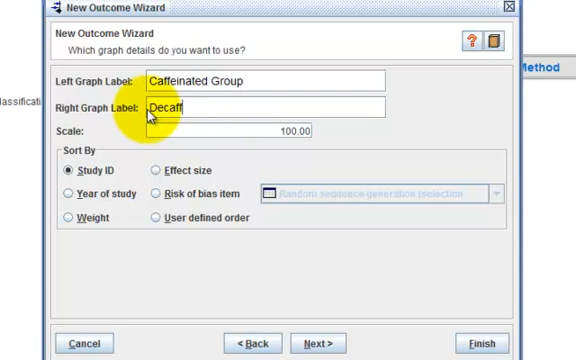 New Outcome Wizard
New Outcome Wizard
Which graph details do you want to use?
Method
Left Graph Label: Caffeinated Group
lassificati
Right Graph Label: Decaff
Scale: 100.00
Sort By
Study ID Effect size
Year of study Risk of bias item Random sequence generation (selection
Weight User defined order
Cancel < Back Next > Finish